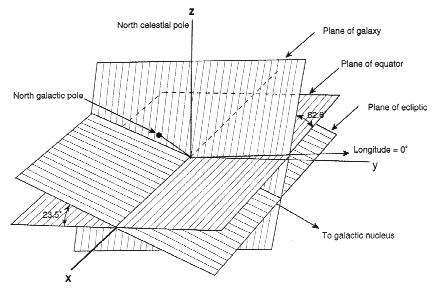 z
North celestial pole
Plane of galaxy
Plane of equator
North galactic pole
Plane of ecliptic
62.6
Longitude = 0°
y
23.5°
To galactic nucleus
x